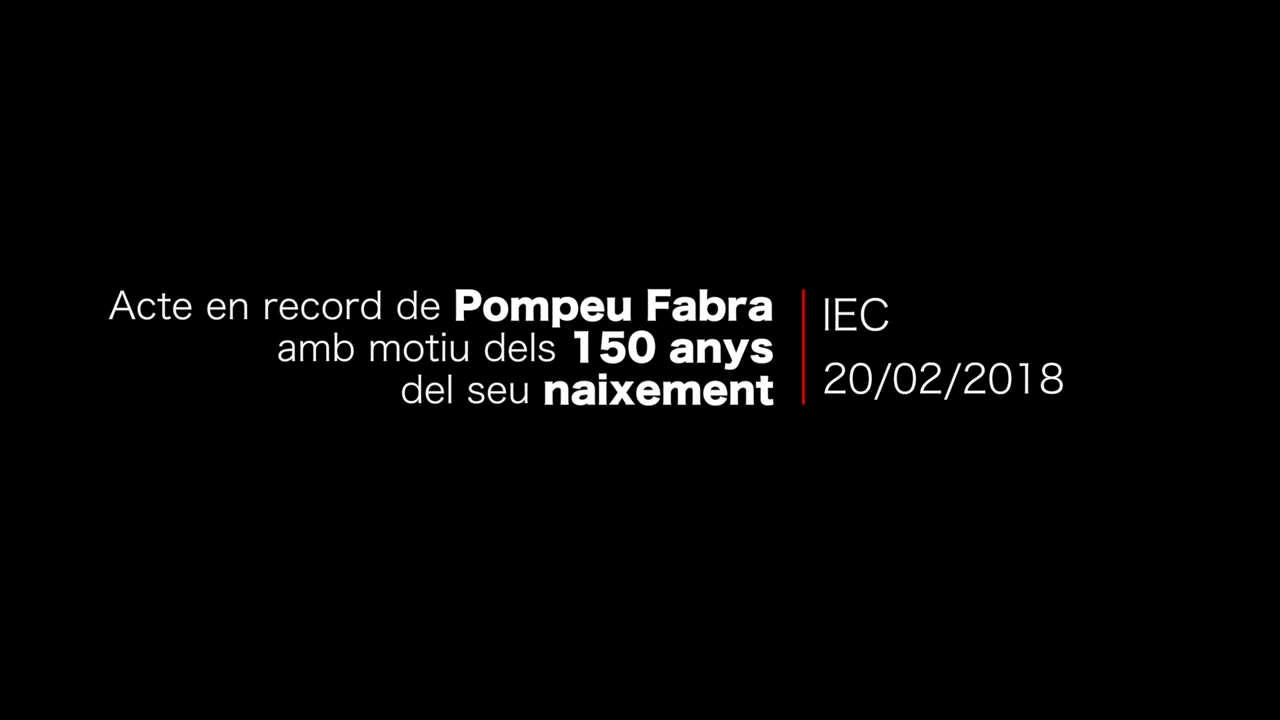 Acte en record de Pompeu Fabra
amb motiu dels 150 anys
del seu naixement
IEC
20/02/2018